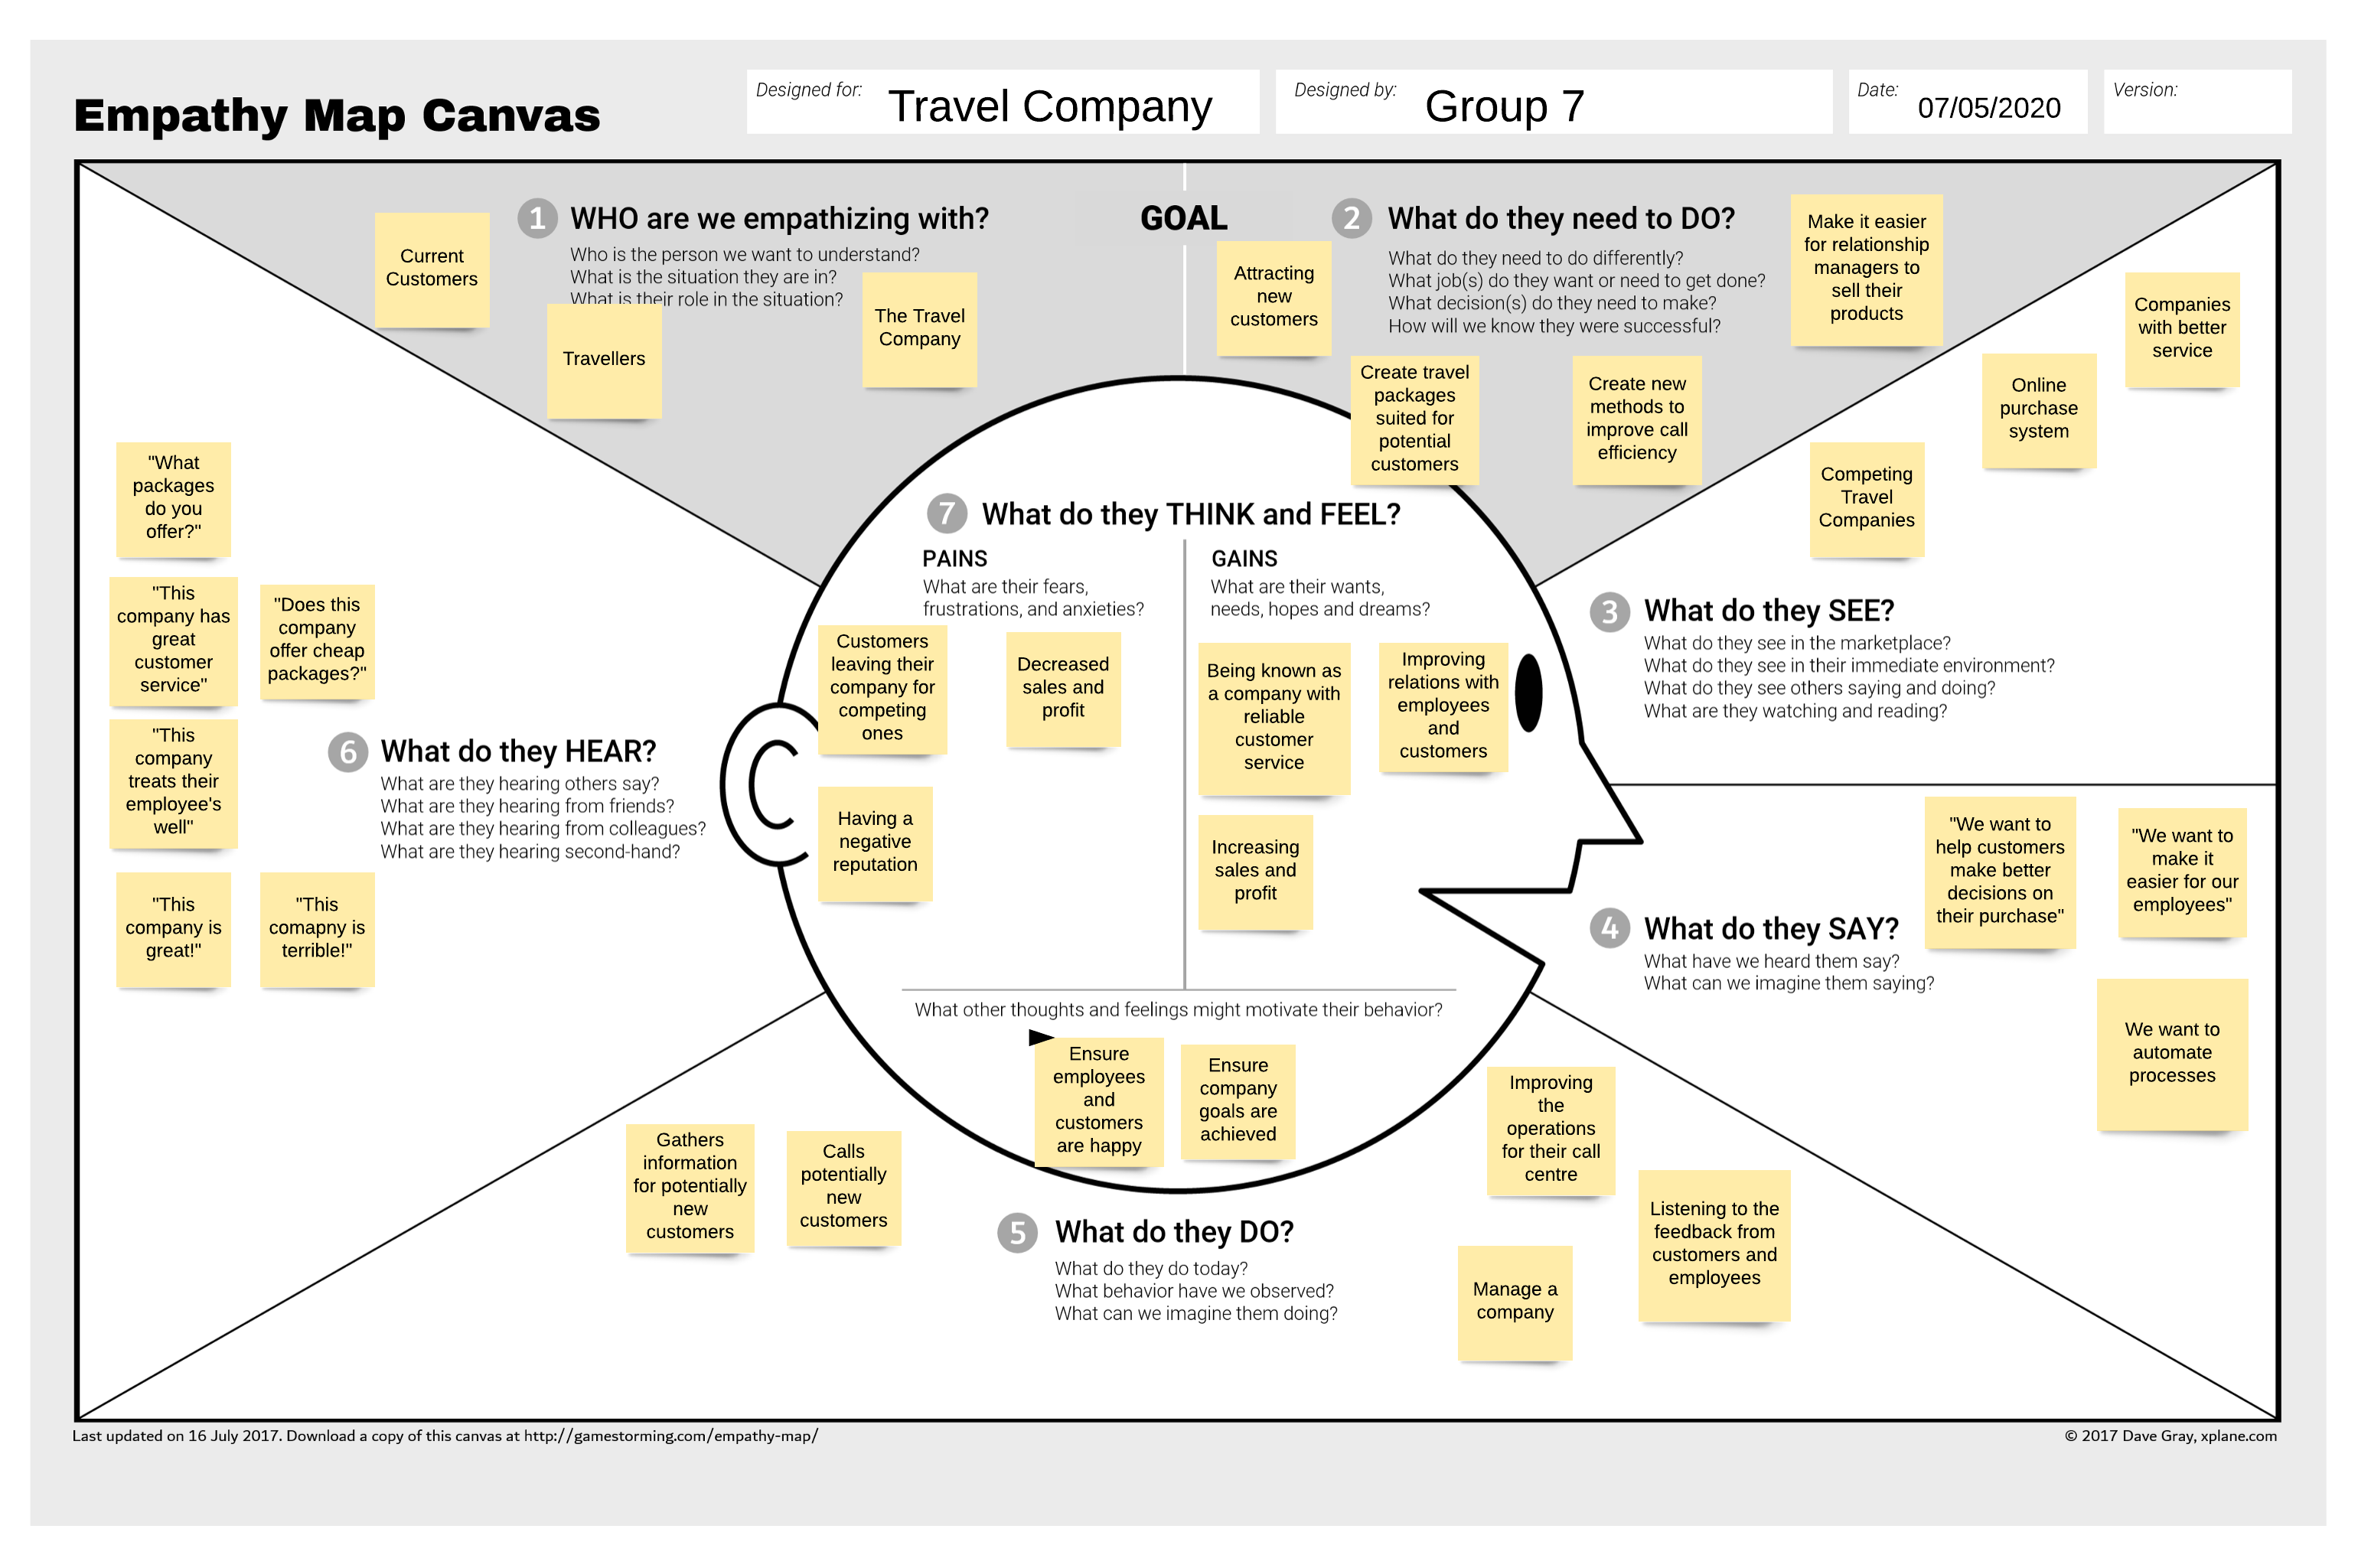 Empathy Map Canvas
Designed for:
Travel Company
Designed by:
Group 7
Date:
07/05/2020
Version:
1
WHO are we empathizing with?
Who is the person we want to understand?
What is the situation they are in?
What is their role in the situation?
Current
Customers
Travellers
The Travel
Company
GOAL
2
What do they need to DO?
What do they need to do differently?
What job(s) do they want or need to get done?
What decision(s) do they need to make?
How will we know they were successful?
Attracting
new
customers
Create travel
packages
suited for
potential
customers
Create new
methods to
improve call
efficiency
Make it easier
for relationship
managers to
sell their
products
Companies
with better
service
Online
purchase
system
Competing
Travel
Companies
3
What do they SEE?
What do they see in the marketplace?
What do they see in their immediate environment?
What do they see others saying and doing?
What are they watching and reading?
4
What do they SAY?
What have we heard them say?
What can we imagine them saying?
"We want to
help customers
make better
decisions on
their purchase"
"We want to
make it
easier for our
employees"
We want to
automate
processes
5
What do they DO?
What do they do today?
What behavior have we observed?
What can we imagine them doing?
Gathers
information
for potentially
new
customers
Calls
potentially
new
customers
Improving
the
operations
for their call
centre
Listening to the
feedback from
customers and
employees
Manage a
company
6
What do they HEAR?
What are they hearing others say?
What are they hearing from friends?
What are they hearing from colleagues?
What are they hearing second-hand?
"What
packages
do you
offer?"
"This
company has
great
customer
service"
"Does this
company
offer cheap
packages?"
"This
company
treats their
employee's
well"
"This
company is
great!"
"This
comapny is
terrible!"
7
What do they THINK and FEEL?
PAINS
What are their fears,
frustrations, and anxieties?
Customers
leaving their
company for
competing
ones
Decreased
sales and
profit
Having a
negative
reputation
GAINS
What are their wants,
needs, hopes and dreams?
Being known as
a company with
reliable
customer
service
Improving
relations with
employees
and
customers
Increasing
sales and
profit
What other thoughts and feelings might motivate their behavior?
Ensure
employees
and
customers
are happy
Ensure
company
goals are
achieved
Last updated on 16 July 2017. Download a copy of this canvas at http://gamestorming.com/empathy-map/
© 2017 Dave Gray, xplane.com